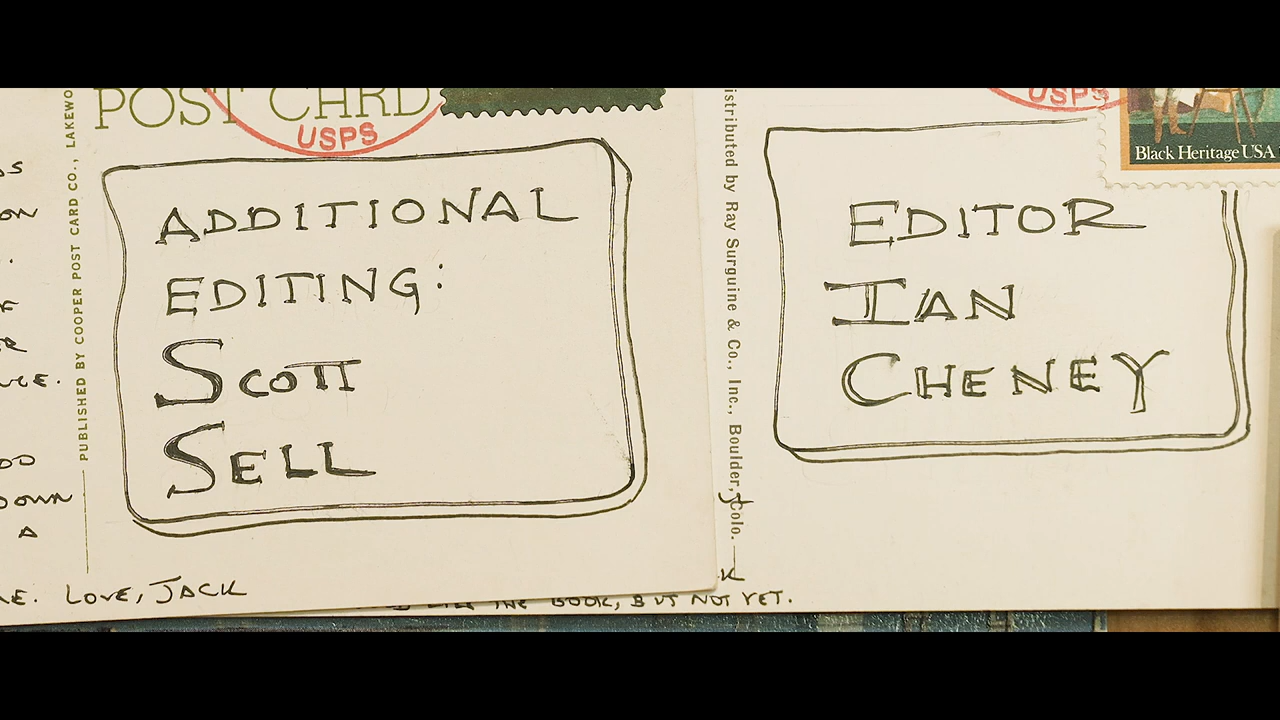 POST CARD
USPS
PUBLISHED BY COOPER POST CARD CO., LAKEWO
ADDITIONAL
EDITING:
SCOTT
SELL
LOVE, JACK
istributed by Ray Surguine & Co., Inc., Boulder, Colo.
USPS
Black Heritage USA
EDITOR
IAN
CHENEY
THE BOOK, BUT NOT YET.